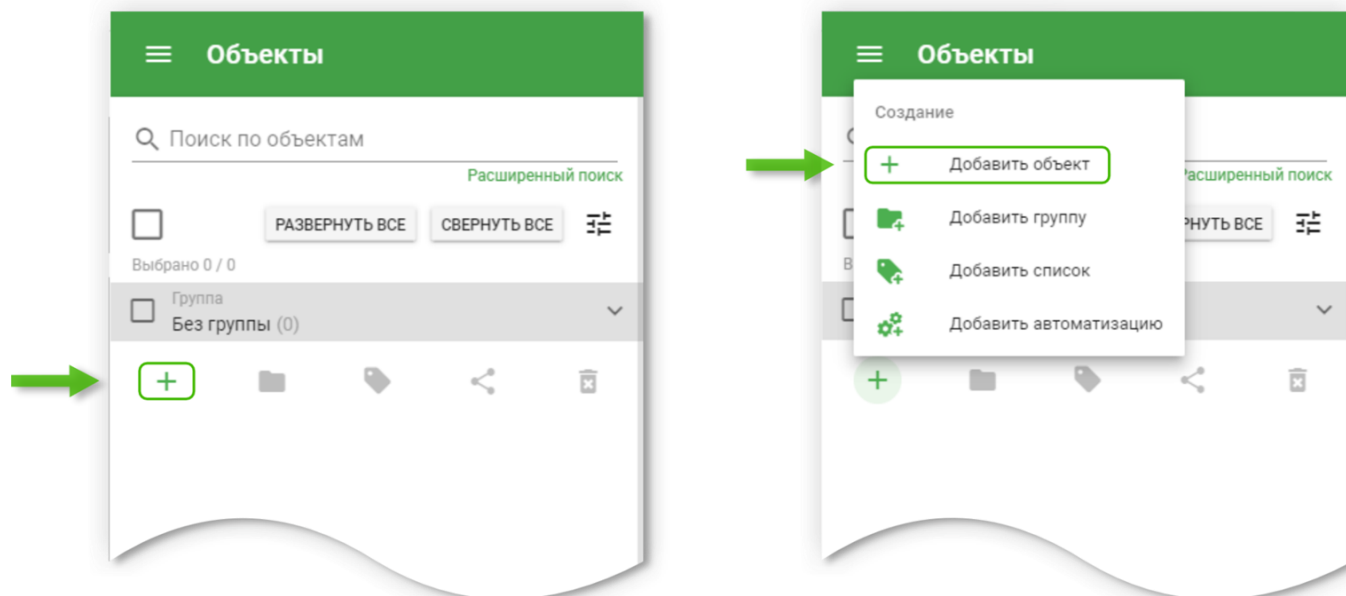 Объекты
Поиск по объектам
Расширенный поиск
РАЗВЕРНУТЬ ВСЕ СВЕРНУТЬ ВСЕ
Выбрано 0 / 0
Группа
Без группы (0)
Объекты
Создание
Добавить объект
Расширенный поиск
Добавить группу
РНУТЬ ВСЕ
В
Добавить список
Добавить автоматизацию